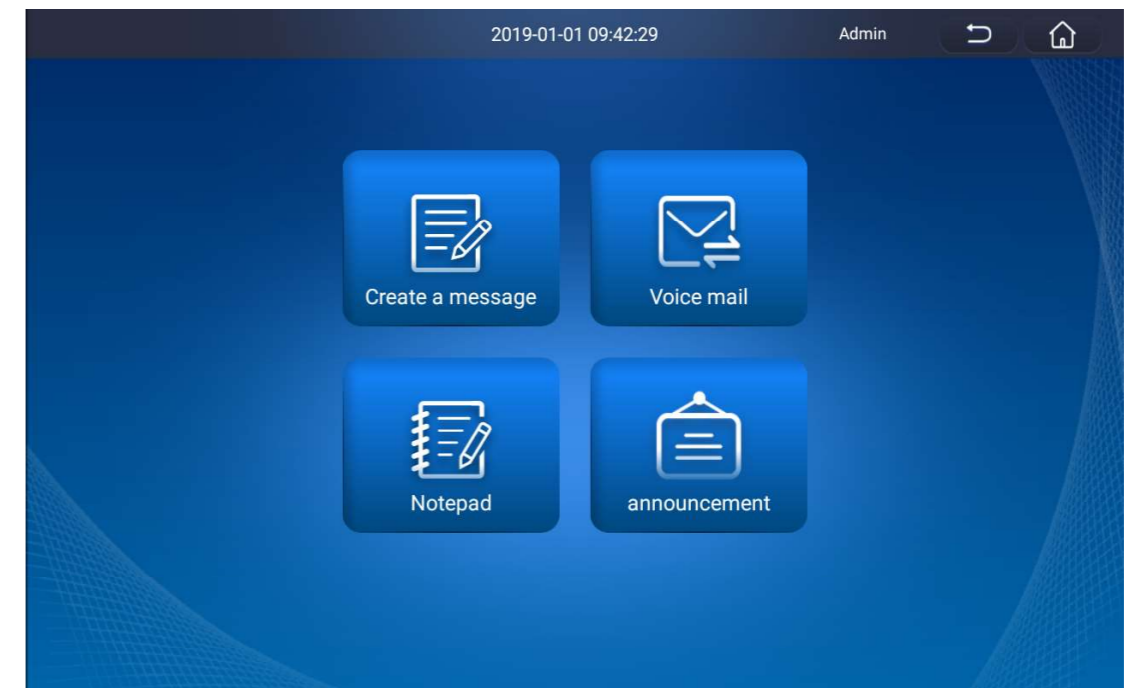 2019-01-01 09:42:29 Admin
Create a message
Voice mail
Notepad
announcement